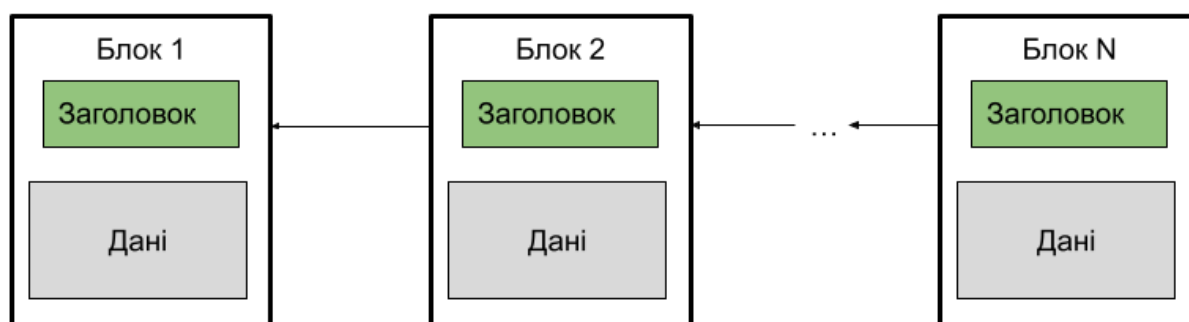 Блок 1
Заголовок
Дані
Блок 2
Заголовок
Дані
...
Блок N
Заголовок
Дані